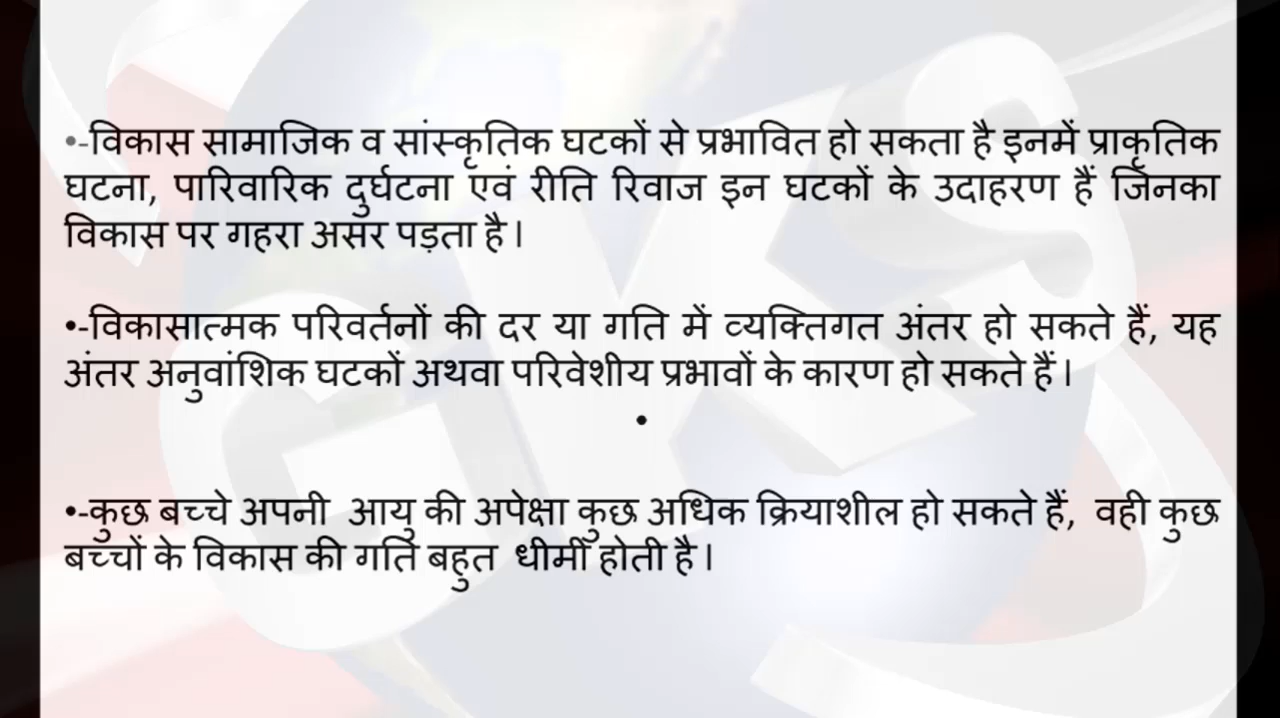 •-विकास सामाजिक व सांस्कृतिक घटकों से प्रभावित हो सकता है इनमें प्राकृतिक
घटना, पारिवारिक दुर्घटना एवं रीति रिवाज इन घटकों के उदाहरण हैं जिनका
विकास पर गहरा असर पड़ता है l
•-विकासात्मक परिवर्तनों की दर या गति में व्यक्तिगत अंतर हो सकते हैं, यह
अंतर अनुवांशिक घटकों अथवा परिवेशीय प्रभावों के कारण हो सकते हैं l
•
•-कुछ बच्चे अपनी आयु की अपेक्षा कुछ अधिक क्रियाशील हो सकते हैं, वही कुछ
बच्चों के विकास की गति बहुत धीमी होती है l
GKS